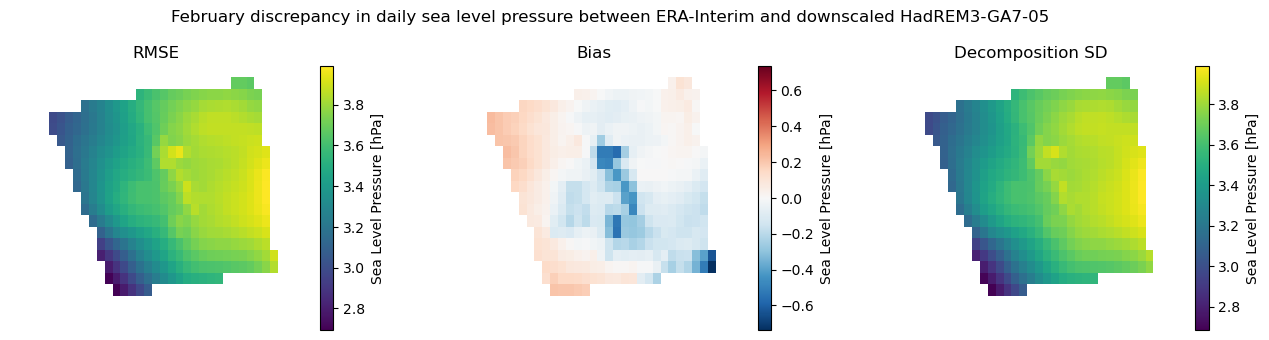 February discrepancy in daily sea level pressure between ERA-Interim and downscaled HadREM3-GA7-05
RMSE
3.8
3.6
3.4
3.2
3.0
2.8
Sea Level Pressure [hPa]
Bias
0.6
0.4
0.2
0.0
−0.2
−0.4
−0.6
Sea Level Pressure [hPa]
Decomposition SD
3.8
3.6
3.4
3.2
3.0
2.8
Sea Level Pressure [hPa]